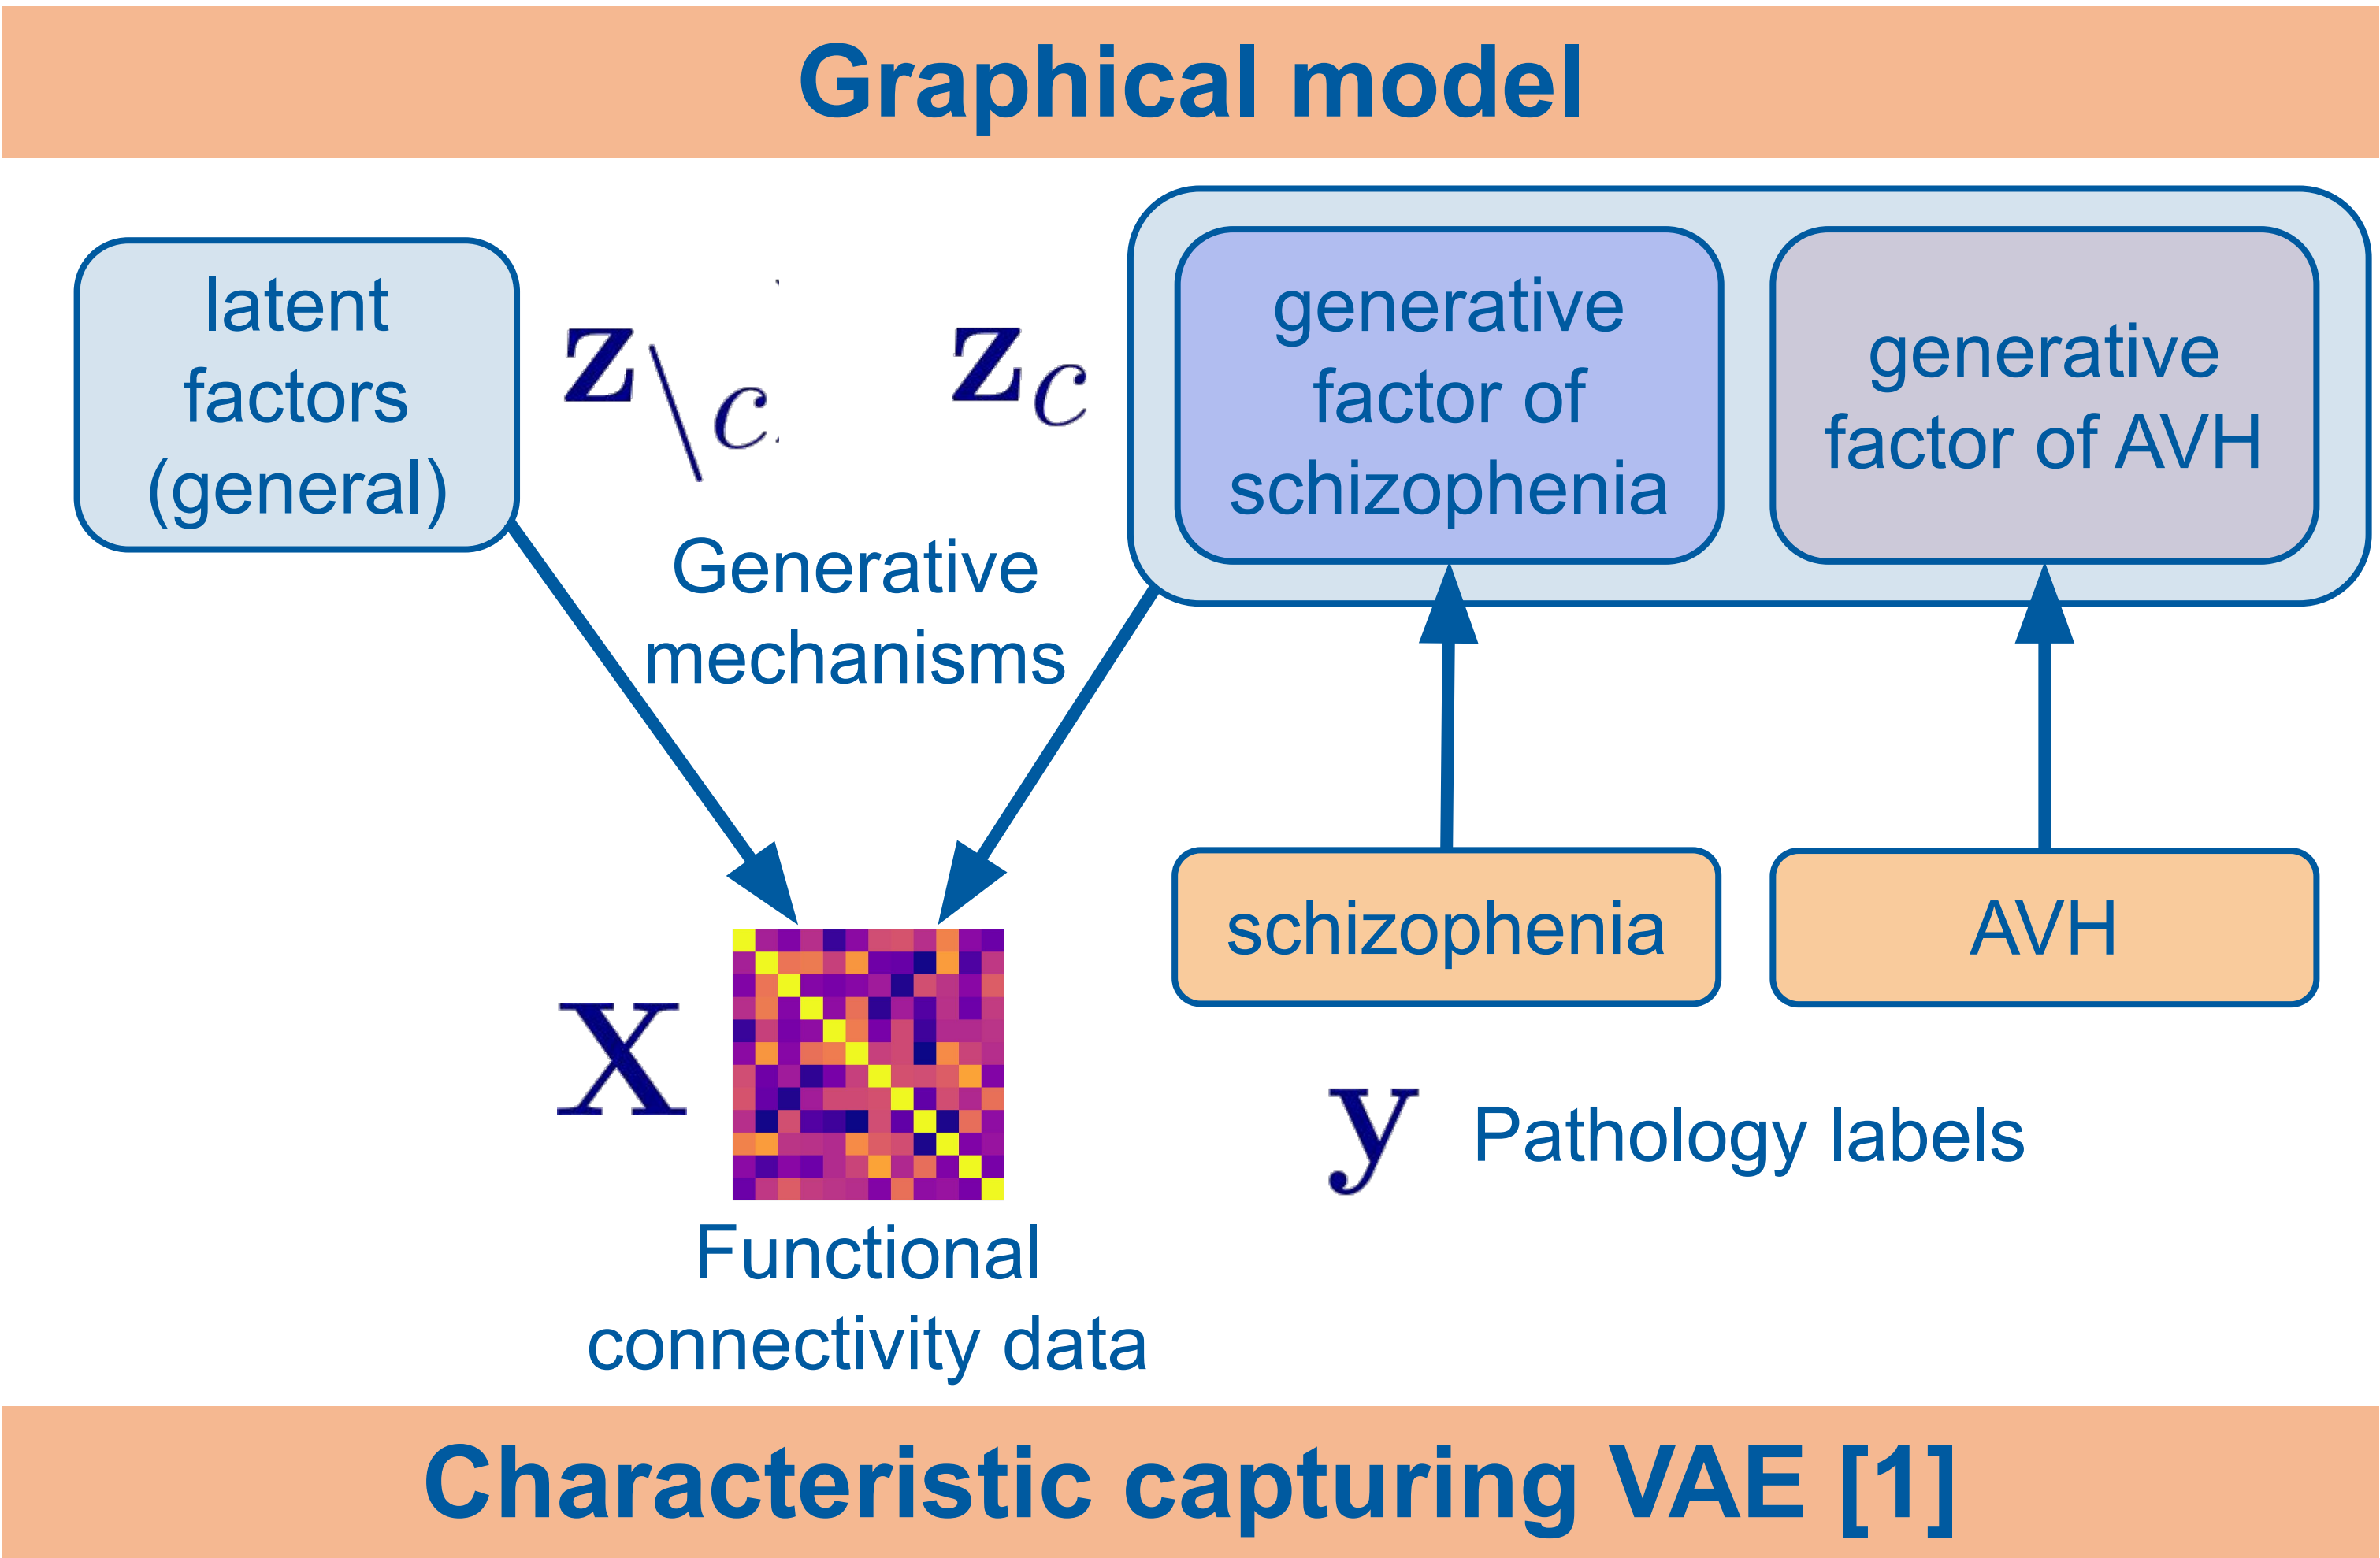 Graphical model
latent
factors
(general)
z\c
zc
generative
factor of
schizophenia
generative
factor of AVH
Generative
mechanisms
schizophenia
AVH
x
y
Pathology labels
Functional
connectivity data
Characteristic capturing VAE [1]